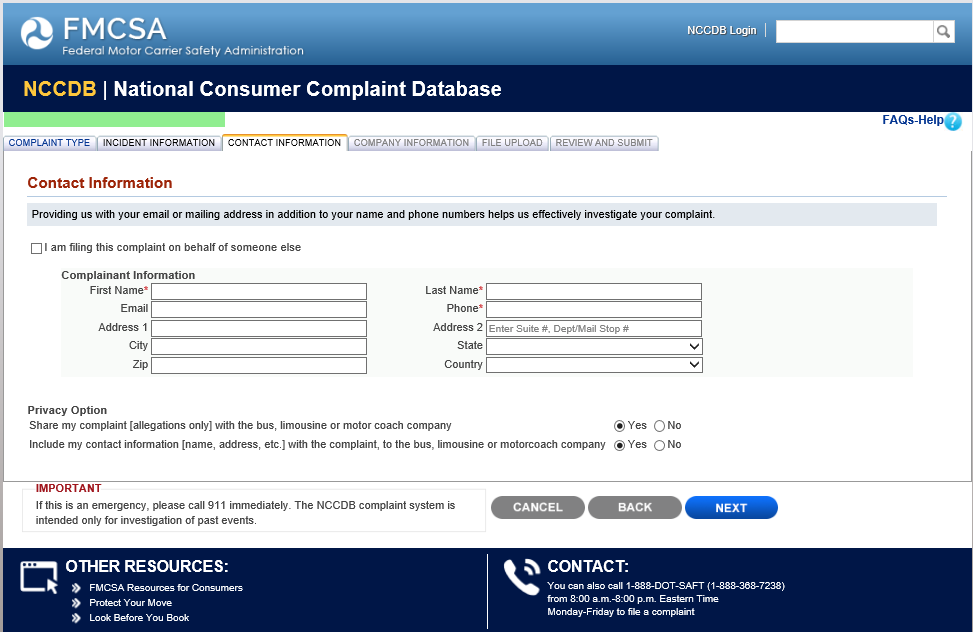 FMCSA
Federal Motor Carrier Safety Administration
NCCDB Login
NCCDB | National Consumer Complaint Database
FAQs-Help ?
COMPLAINT TYPE INCIDENT INFORMATION CONTACT INFORMATION COMPANY INFORMATION FILE UPLOAD REVIEW AND SUBMIT
Contact Information
Providing us with your email or mailing address in addition to your name and phone numbers helps us effectively investigate your complaint.
I am filing this complaint on behalf of someone else
Complainant Information
First Name* Last Name*
Email Phone*
Address 1 Address 2 Enter Suite #, Dept/Mail Stop #
City State
Zip Country
Privacy Option
Share my complaint [allegations only] with the bus, limousine or motor coach company Yes No
Include my contact information [name, address, etc.] with the complaint, to the bus, limousine or motorcoach company Yes No
IMPORTANT
If this is an emergency, please call 911 immediately. The NCCDB complaint system is
intended only for investigation of past events.
CANCEL BACK NEXT
OTHER RESOURCES:
FMCSA Resources for Consumers
Protect Your Move
Look Before You Book
CONTACT:
You can also call 1-888-DOT-SAFT (1-888-368-7238)
from 8:00 a.m.-8:00 p.m. Eastern Time
Monday-Friday to file a complaint